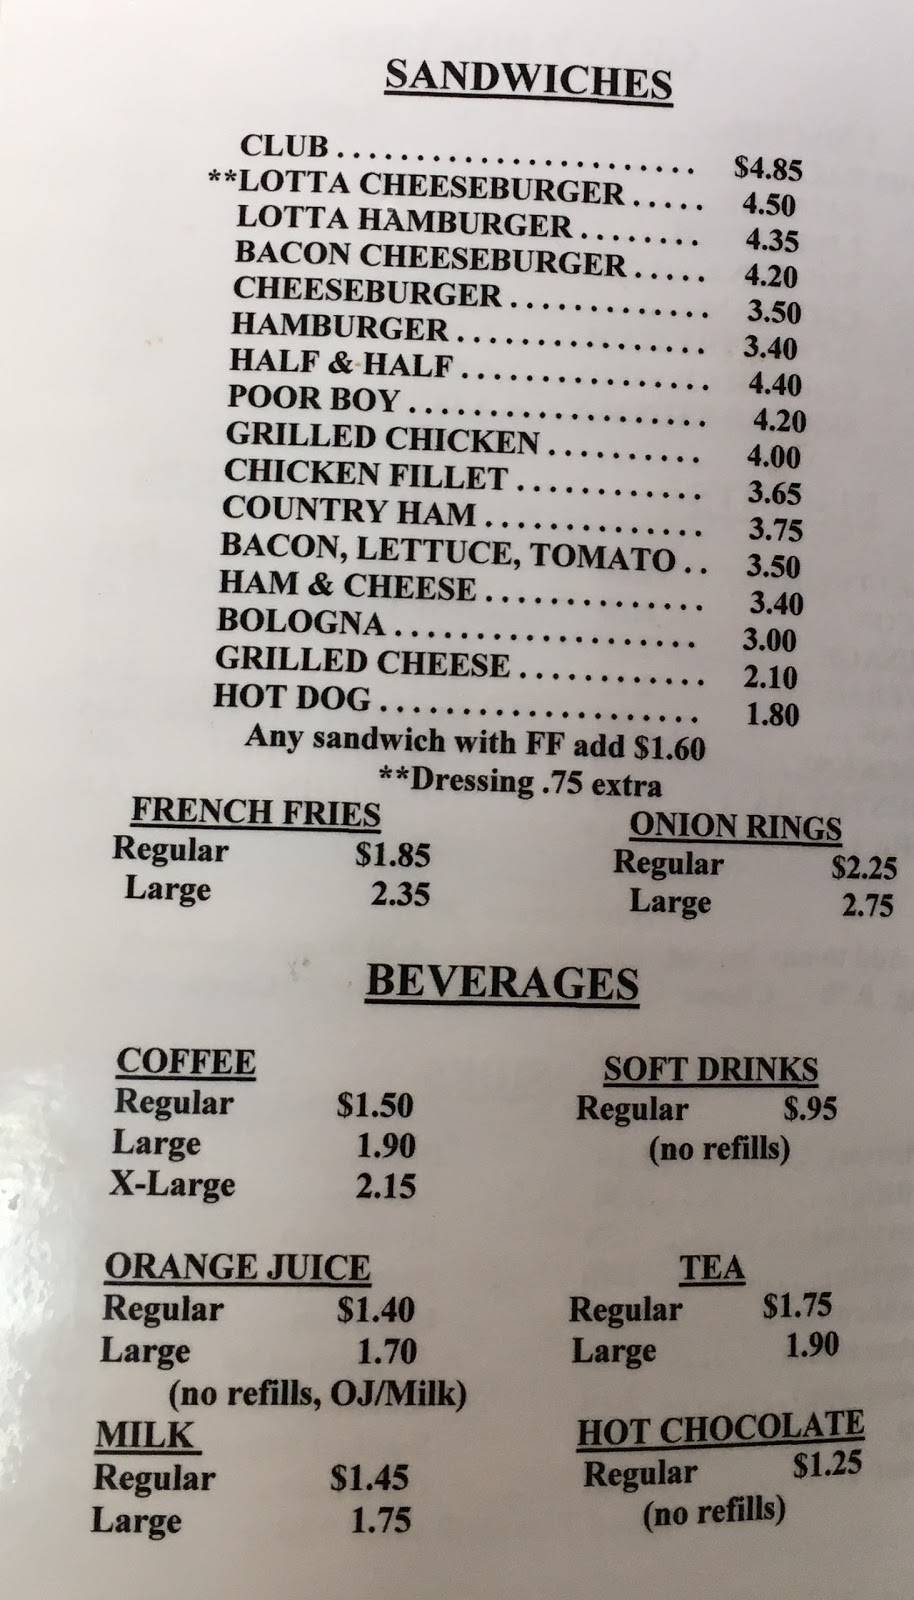 SANDWICHES
CLUB....................... $4.85
**LOTTA CHEESEBURGER..... 4.50
LOTTA HAMBURGER........ 4.35
BACON CHEESEBURGER..... 4.20
CHEESEBURGER............. 3.50
HAMBURGER................ 3.40
HALF & HALF................ 4.40
POOR BOY................... 4.20
GRILLED CHICKEN.......... 4.00
CHICKEN FILLET............ 3.65
COUNTRY HAM.............. 3.75
BACON, LETTUCE, TOMATO.. 3.50
HAM & CHEESE.............. 3.40
BOLOGNA................... 3.00
GRILLED CHEESE............ 2.10
HOT DOG.................... 1.80
Any sandwich with FF add $1.60
**Dressing .75 extra
FRENCH FRIES
Regular $1.85
Large 2.35
ONION RINGS
Regular $2.25
Large 2.75
BEVERAGES
COFFEE
Regular $1.50
Large 1.90
X-Large 2.15
SOFT DRINKS
Regular $.95
(no refills)
ORANGE JUICE
Regular $1.40
Large 1.70
(no refills, OJ/Milk)
TEA
Regular $1.75
Large 1.90
MILK
Regular $1.45
Large 1.75
HOT CHOCOLATE
Regular $1.25
(no refills)